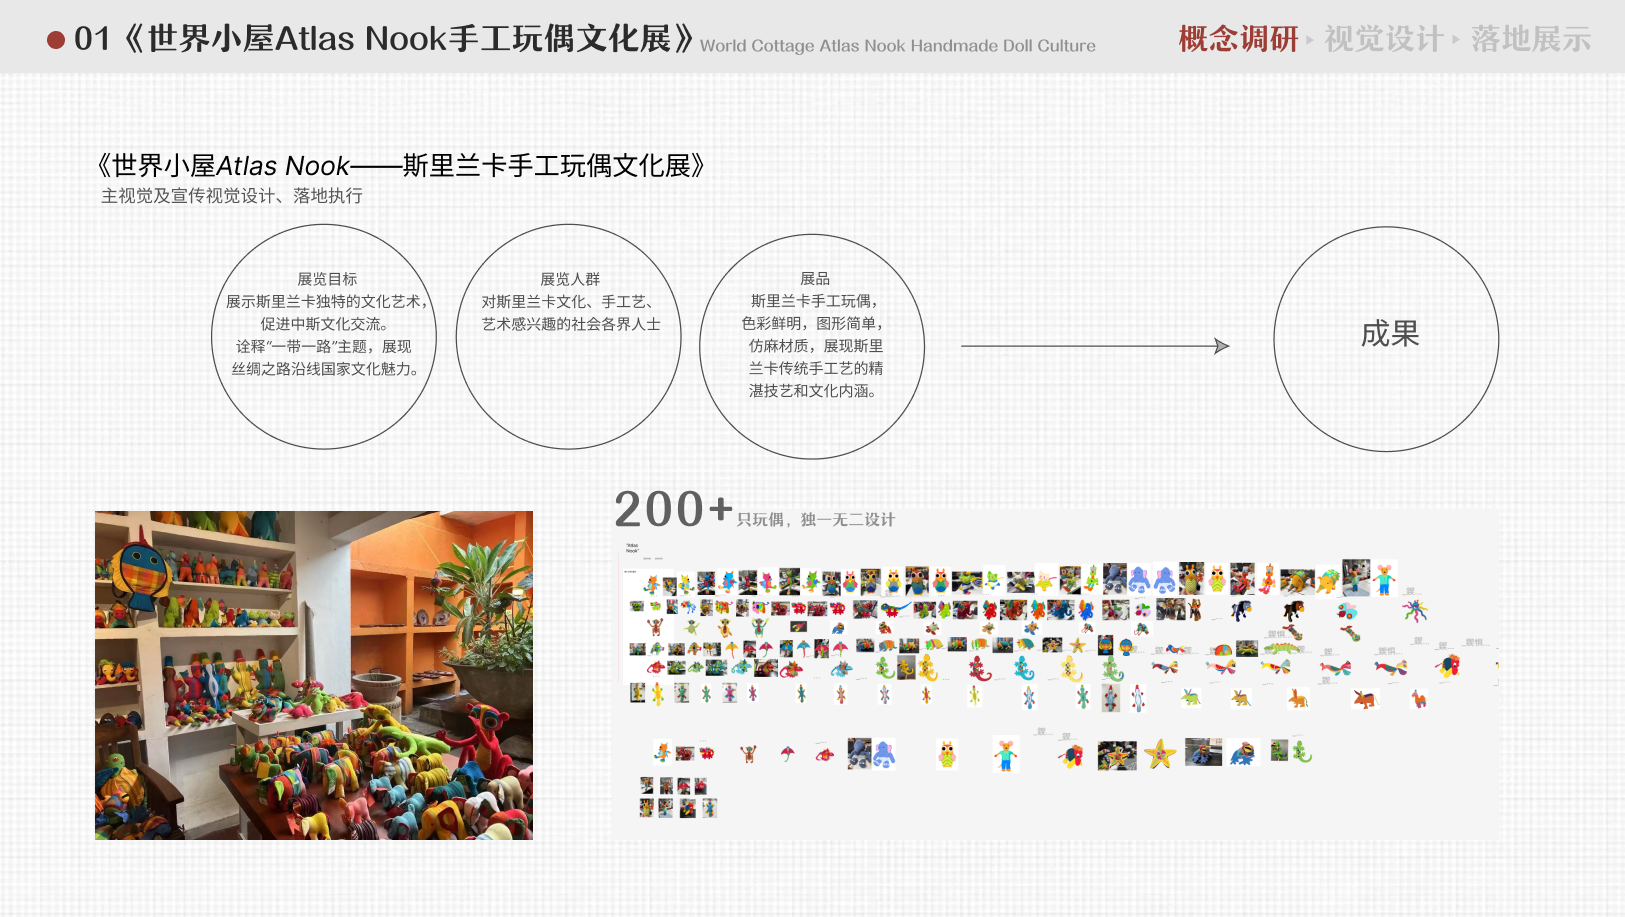 01《世界小屋Atlas Nook手工玩偶文化展》World Cottage Atlas Nook Handmade Doll Culture
概念调研 ▸ 视觉设计 ▸ 落地展示
《世界小屋Atlas Nook——斯里兰卡手工玩偶文化展》
主视觉及宣传视觉设计、落地执行
展览目标
展示斯里兰卡独特的文化艺术，
促进中斯文化交流。
诠释“一带一路”主题，展现
丝绸之路沿线国家文化魅力。
展览人群
对斯里兰卡文化、手工艺、
艺术感兴趣的社会各界人士
展品
斯里兰卡手工玩偶，
色彩鲜明，图形简单，
仿麻材质，展现斯里
兰卡传统手工艺的精
湛技艺和文化内涵。
成果
200+只玩偶，独一无二设计
"Atlas
Nook"